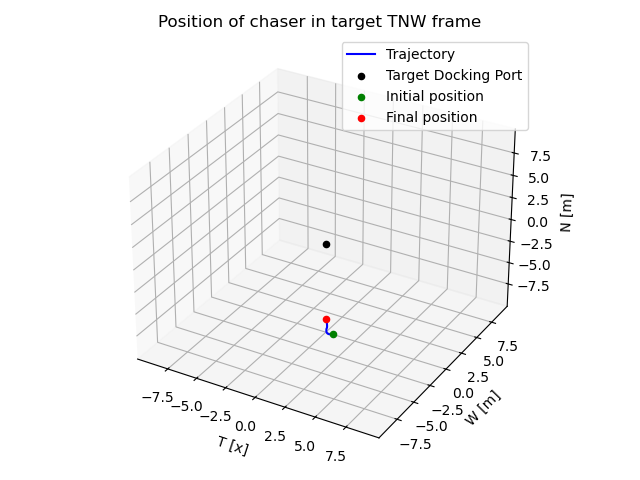 Position of chaser in target TNW frame
Trajectory
Target Docking Port
Initial position
Final position
7.5
5.0
2.5
0.0
−2.5
−5.0
−7.5
N [m]
7.5
5.0
2.5
0.0
−2.5
−5.0
−7.5
W [m]
−7.5
−5.0
−2.5
0.0
2.5
5.0
7.5
T [x]